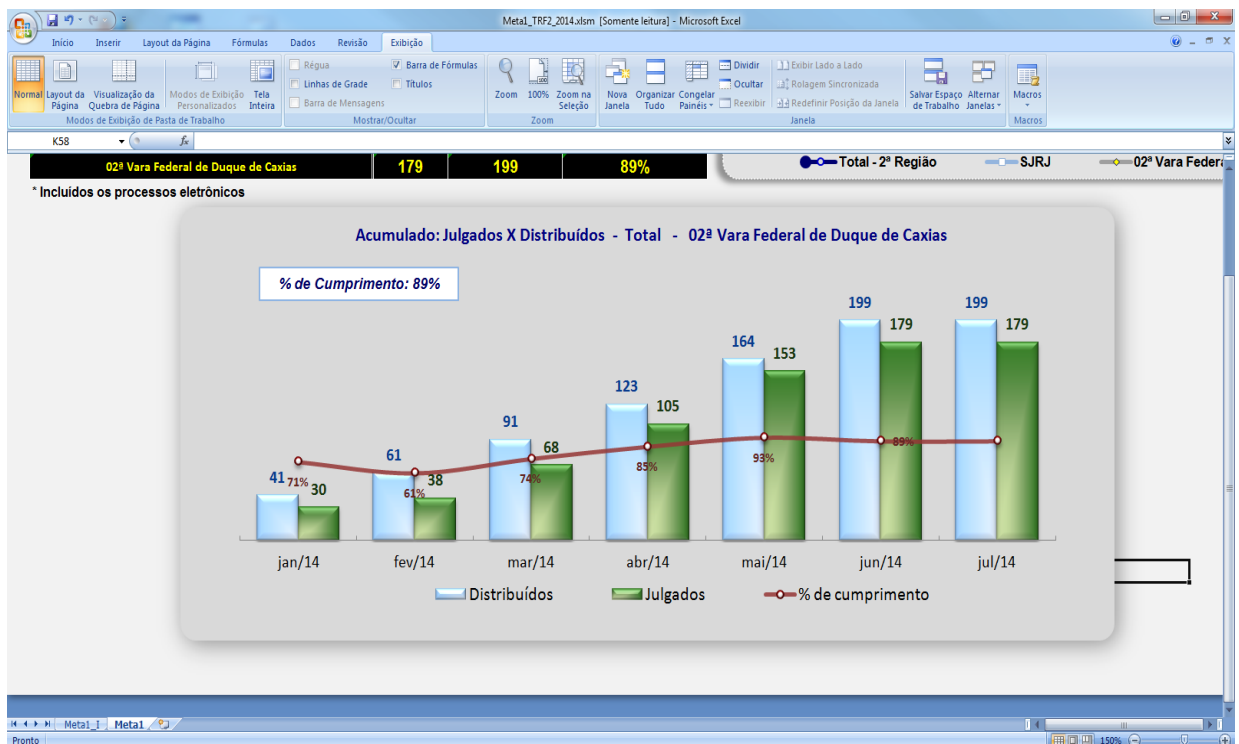 Meta1_TRF2_2014.xlsm [Somente leitura] - Microsoft Excel
Início Inserir Layout da Página Fórmulas Dados Revisão Exibição
Normal Layout da Página Visualização da Quebra de Página Modos de Exibição Personalizados Tela Inteira
Modos de Exibição de Pasta de Trabalho
Régua Barra de Fórmulas
Linhas de Grade Títulos
Barra de Mensagens
Mostrar/Ocultar
Zoom 100% Zoom na Seleção
Zoom
Nova Janela Organizar Tudo Congelar Painéis
Dividir Exibir Lado a Lado
Ocultar Rolagem Sincronizada
Reexibir Redefinir Posição da Janela
Salvar Espaço de Trabalho Alternar Janelas
Janela
Macros
Macros
K58 fx
02ª Vara Federal de Duque de Caxias 179 199 89%
Total - 2ª Região SJRJ 02ª Vara Federa
* Incluidos os processos eletrônicos
Acumulado: Julgados X Distribuídos - Total - 02ª Vara Federal de Duque de Caxias
% de Cumprimento: 89%
41 61 91 123 164 199 199
30 38 68 105 153 179 179
71% 61% 74% 85% 93% 89%
jan/14 fev/14 mar/14 abr/14 mai/14 jun/14 jul/14
Distribuídos Julgados % de cumprimento
Meta1_I Meta1
Pronto 150%